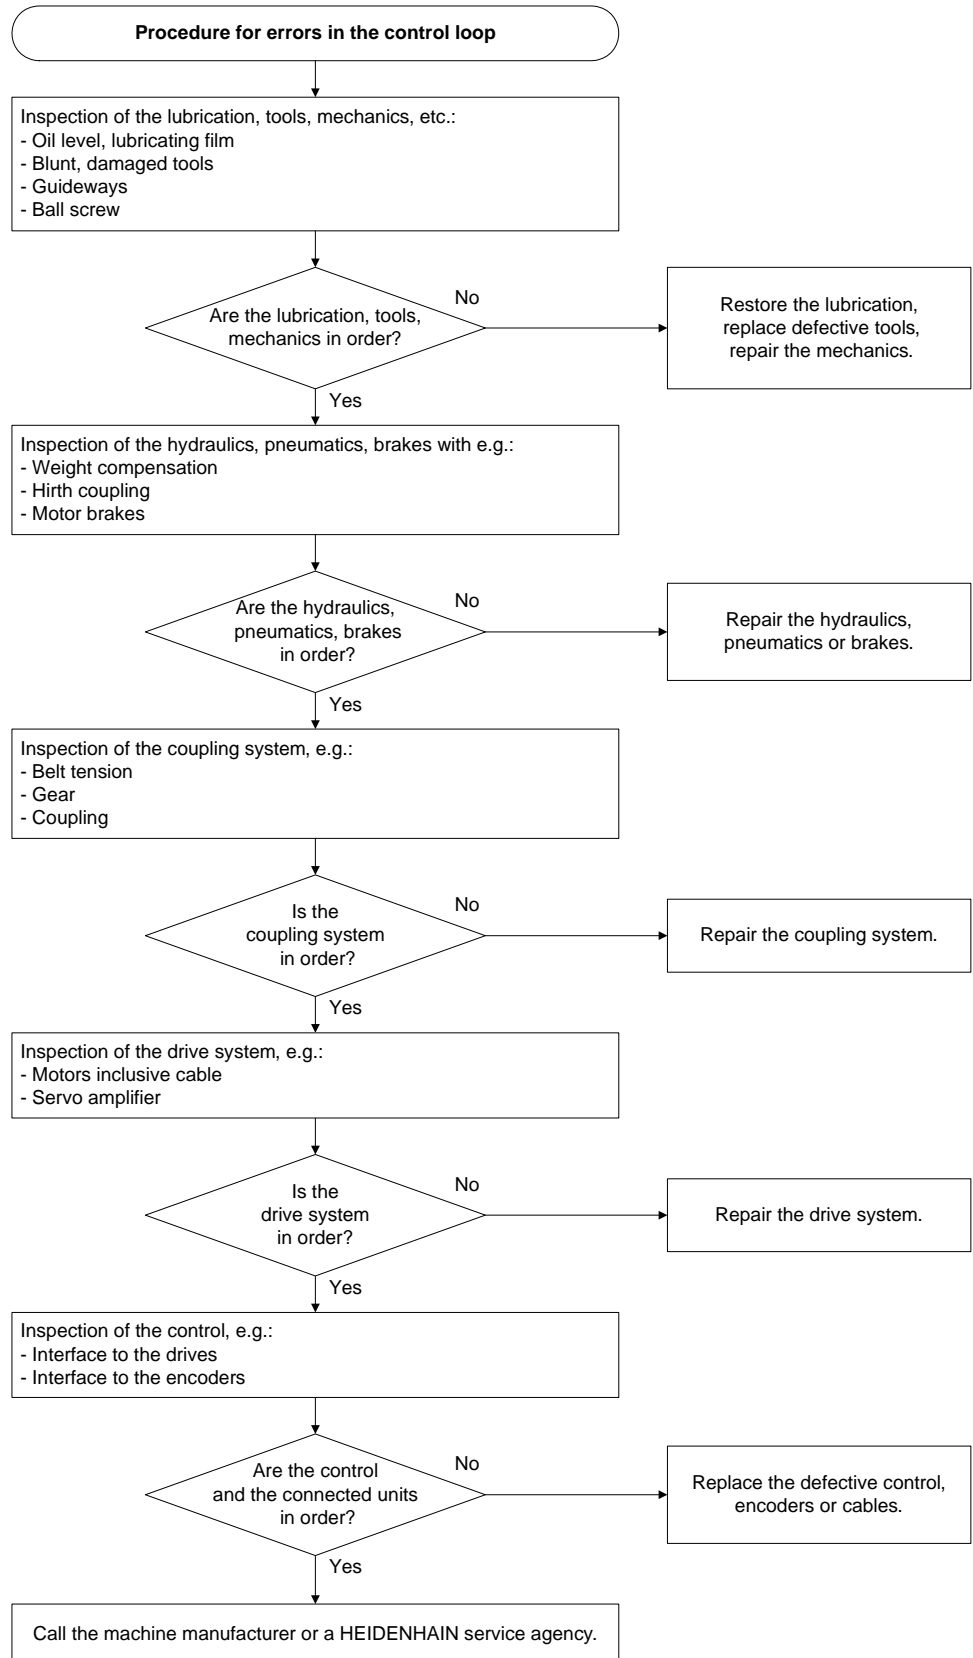 Procedure for errors in the control loop
Inspection of the lubrication, tools, mechanics, etc.:
- Oil level, lubricating film
- Blunt, damaged tools
- Guideways
- Ball screw
Are the lubrication, tools,
mechanics in order?
No
Restore the lubrication,
replace defective tools,
repair the mechanics.
Yes
Inspection of the hydraulics, pneumatics, brakes with e.g.:
- Weight compensation
- Hirth coupling
- Motor brakes
Are the hydraulics,
pneumatics, brakes
in order?
No
Repair the hydraulics,
pneumatics or brakes.
Yes
Inspection of the coupling system, e.g.:
- Belt tension
- Gear
- Coupling
Is the
coupling system
in order?
No
Repair the coupling system.
Yes
Inspection of the drive system, e.g.:
- Motors inclusive cable
- Servo amplifier
Is the
drive system
in order?
No
Repair the drive system.
Yes
Inspection of the control, e.g.:
- Interface to the drives
- Interface to the encoders
Are the control
and the connected units
in order?
No
Replace the defective control,
encoders or cables.
Yes
Call the machine manufacturer or a HEIDENHAIN service agency.